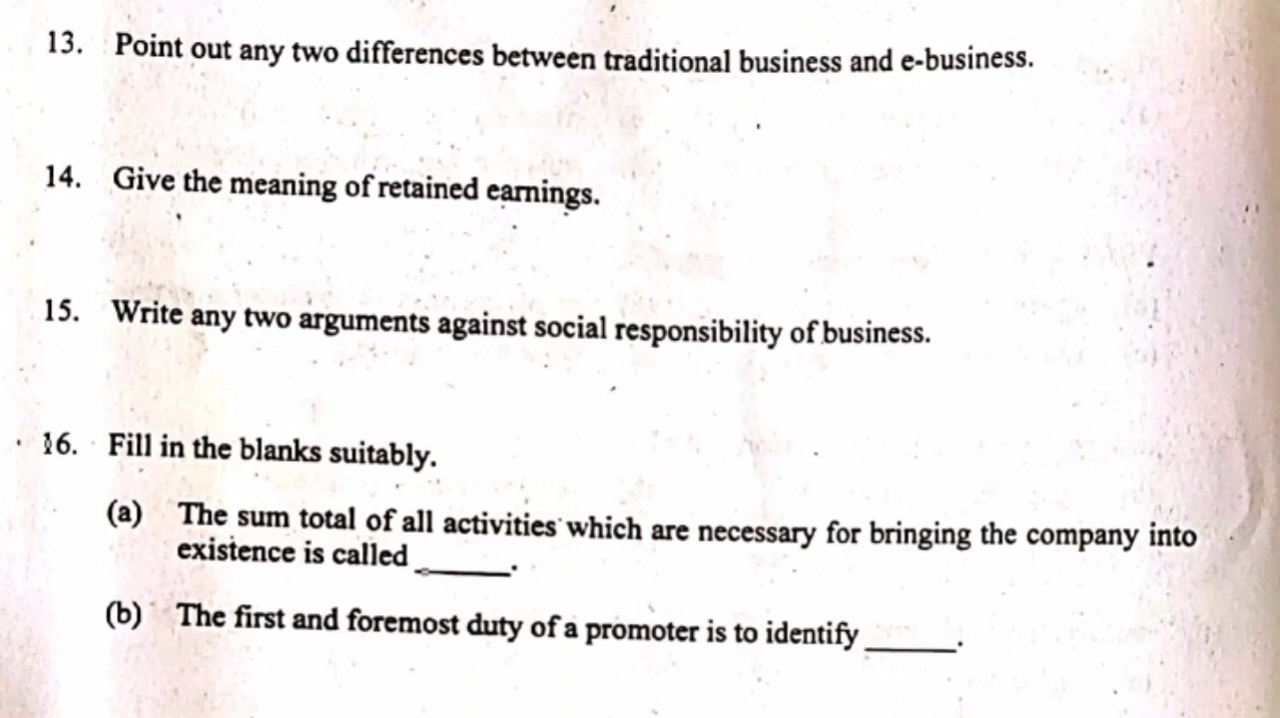 13. Point out any two differences between traditional business and e-business.
14. Give the meaning of retained earnings.
15. Write any two arguments against social responsibility of business.
16. Fill in the blanks suitably.
(a) The sum total of all activities which are necessary for bringing the company into
existence is called ______.
(b) The first and foremost duty of a promoter is to identify ______.